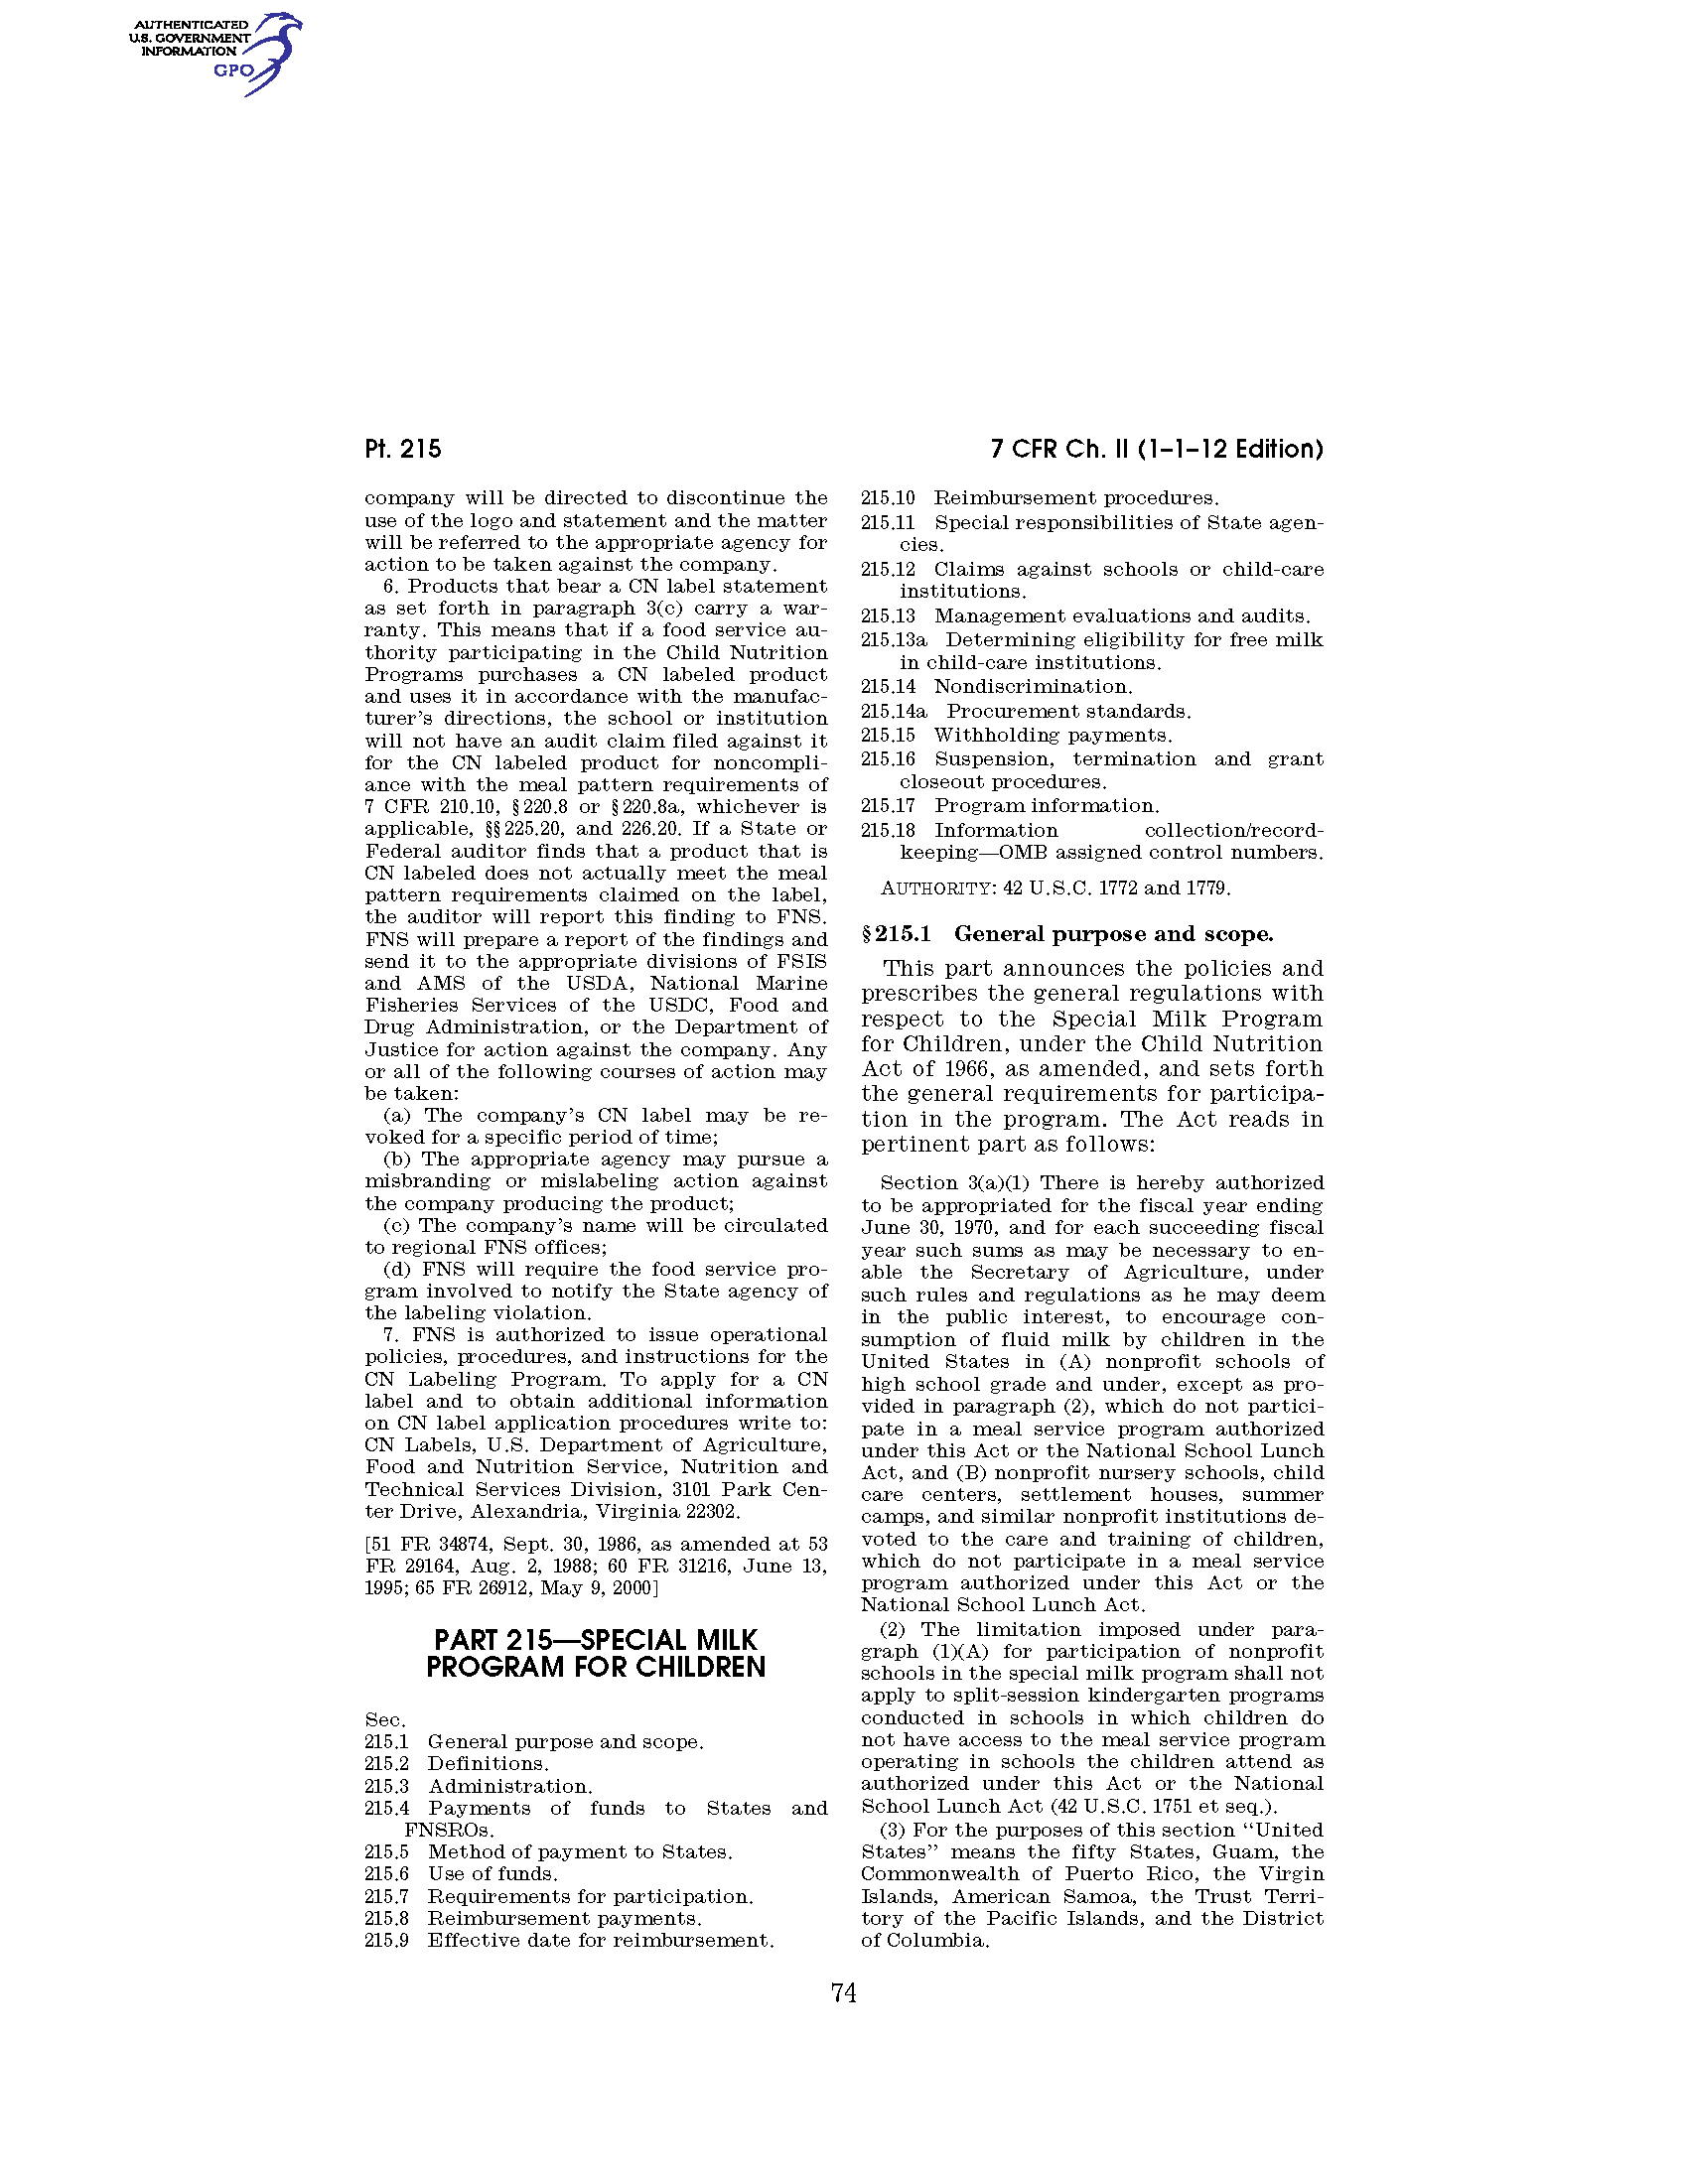 AUTHENTICATED
U.S. GOVERNMENT
INFORMATION
GPO
Pt. 215
7 CFR Ch. II (1–1–12 Edition)
company will be directed to discontinue the
use of the logo and statement and the matter
will be referred to the appropriate agency for
action to be taken against the company.
6. Products that bear a CN label statement
as set forth in paragraph 3(c) carry a war-
ranty. This means that if a food service au-
thority participating in the Child Nutrition
Programs purchases a CN labeled product
and uses it in accordance with the manufac-
turer's directions, the school or institution
will not have an audit claim filed against it
for the CN labeled product for noncompli-
ance with the meal pattern requirements of
7 CFR 210.10, § 220.8 or § 220.8a, whichever is
applicable, §§ 225.20, and 226.20. If a State or
Federal auditor finds that a product that is
CN labeled does not actually meet the meal
pattern requirements claimed on the label,
the auditor will report this finding to FNS.
FNS will prepare a report of the findings and
send it to the appropriate divisions of FSIS
and AMS of the USDA, National Marine
Fisheries Services of the USDC, Food and
Drug Administration, or the Department of
Justice for action against the company. Any
or all of the following courses of action may
be taken:
(a) The company's CN label may be re-
voked for a specific period of time;
(b) The appropriate agency may pursue a
misbranding or mislabeling action against
the company producing the product;
(c) The company's name will be circulated
to regional FNS offices;
(d) FNS will require the food service pro-
gram involved to notify the State agency of
the labeling violation.
7. FNS is authorized to issue operational
policies, procedures, and instructions for the
CN Labeling Program. To apply for a CN
label and to obtain additional information
on CN label application procedures write to:
CN Labels, U.S. Department of Agriculture,
Food and Nutrition Service, Nutrition and
Technical Services Division, 3101 Park Cen-
ter Drive, Alexandria, Virginia 22302.
[51 FR 34874, Sept. 30, 1986, as amended at 53
FR 29164, Aug. 2, 1988; 60 FR 31216, June 13,
1995; 65 FR 26912, May 9, 2000]
PART 215—SPECIAL MILK
PROGRAM FOR CHILDREN
Sec.
215.1 General purpose and scope.
215.2 Definitions.
215.3 Administration.
215.4 Payments of funds to States and
FNSROs.
215.5 Method of payment to States.
215.6 Use of funds.
215.7 Requirements for participation.
215.8 Reimbursement payments.
215.9 Effective date for reimbursement.
215.10 Reimbursement procedures.
215.11 Special responsibilities of State agen-
cies.
215.12 Claims against schools or child-care
institutions.
215.13 Management evaluations and audits.
215.13a Determining eligibility for free milk
in child-care institutions.
215.14 Nondiscrimination.
215.14a Procurement standards.
215.15 Withholding payments.
215.16 Suspension, termination and grant
closeout procedures.
215.17 Program information.
215.18 Information collection/record-
keeping—OMB assigned control numbers.
AUTHORITY: 42 U.S.C. 1772 and 1779.
§ 215.1 General purpose and scope.
This part announces the policies and
prescribes the general regulations with
respect to the Special Milk Program
for Children, under the Child Nutrition
Act of 1966, as amended, and sets forth
the general requirements for participa-
tion in the program. The Act reads in
pertinent part as follows:
Section 3(a)(1) There is hereby authorized
to be appropriated for the fiscal year ending
June 30, 1970, and for each succeeding fiscal
year such sums as may be necessary to en-
able the Secretary of Agriculture, under
such rules and regulations as he may deem
in the public interest, to encourage con-
sumption of fluid milk by children in the
United States in (A) nonprofit schools of
high school grade and under, except as pro-
vided in paragraph (2), which do not partici-
pate in a meal service program authorized
under this Act or the National School Lunch
Act, and (B) nonprofit nursery schools, child
care centers, settlement houses, summer
camps, and similar nonprofit institutions de-
voted to the care and training of children,
which do not participate in a meal service
program authorized under this Act or the
National School Lunch Act.
(2) The limitation imposed under para-
graph (1)(A) for participation of nonprofit
schools in the special milk program shall not
apply to split-session kindergarten programs
conducted in schools in which children do
not have access to the meal service program
operating in schools the children attend as
authorized under this Act or the National
School Lunch Act (42 U.S.C. 1751 et seq.).
(3) For the purposes of this section ‘‘United
States’’ means the fifty States, Guam, the
Commonwealth of Puerto Rico, the Virgin
Islands, American Samoa, the Trust Terri-
tory of the Pacific Islands, and the District
of Columbia.
74